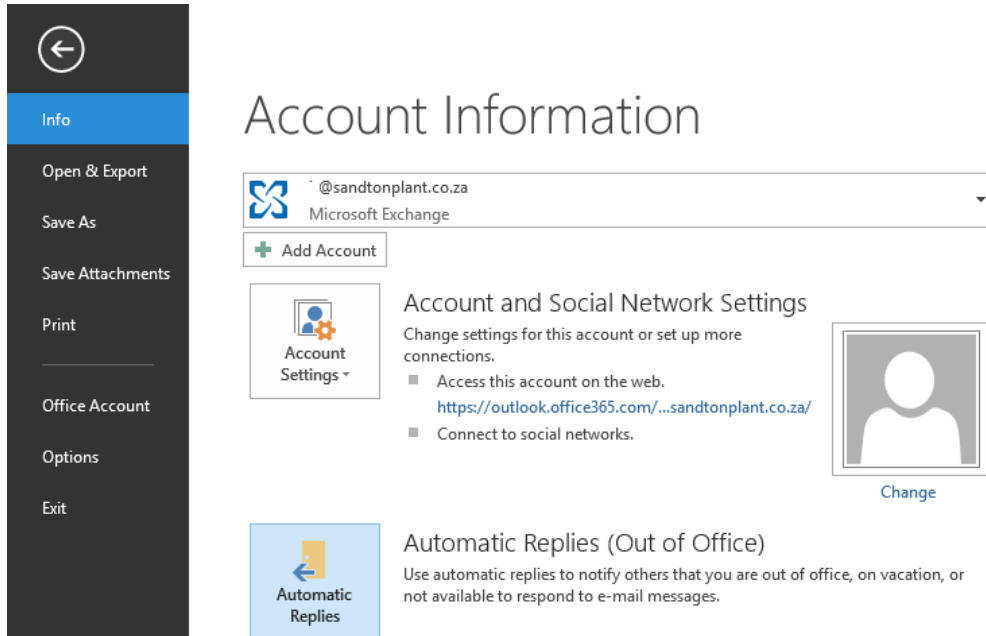 Info
Open & Export
Save As
Save Attachments
Print
Office Account
Options
Exit
Account Information
@sandtonplant.co.za
Microsoft Exchange
Add Account
Account
Settings
Account and Social Network Settings
Change settings for this account or set up more
connections.
Access this account on the web.
https://outlook.office365.com/...sandtonplant.co.za/
Connect to social networks.
Change
Automatic
Replies
Automatic Replies (Out of Office)
Use automatic replies to notify others that you are out of office, on vacation, or
not available to respond to e-mail messages.